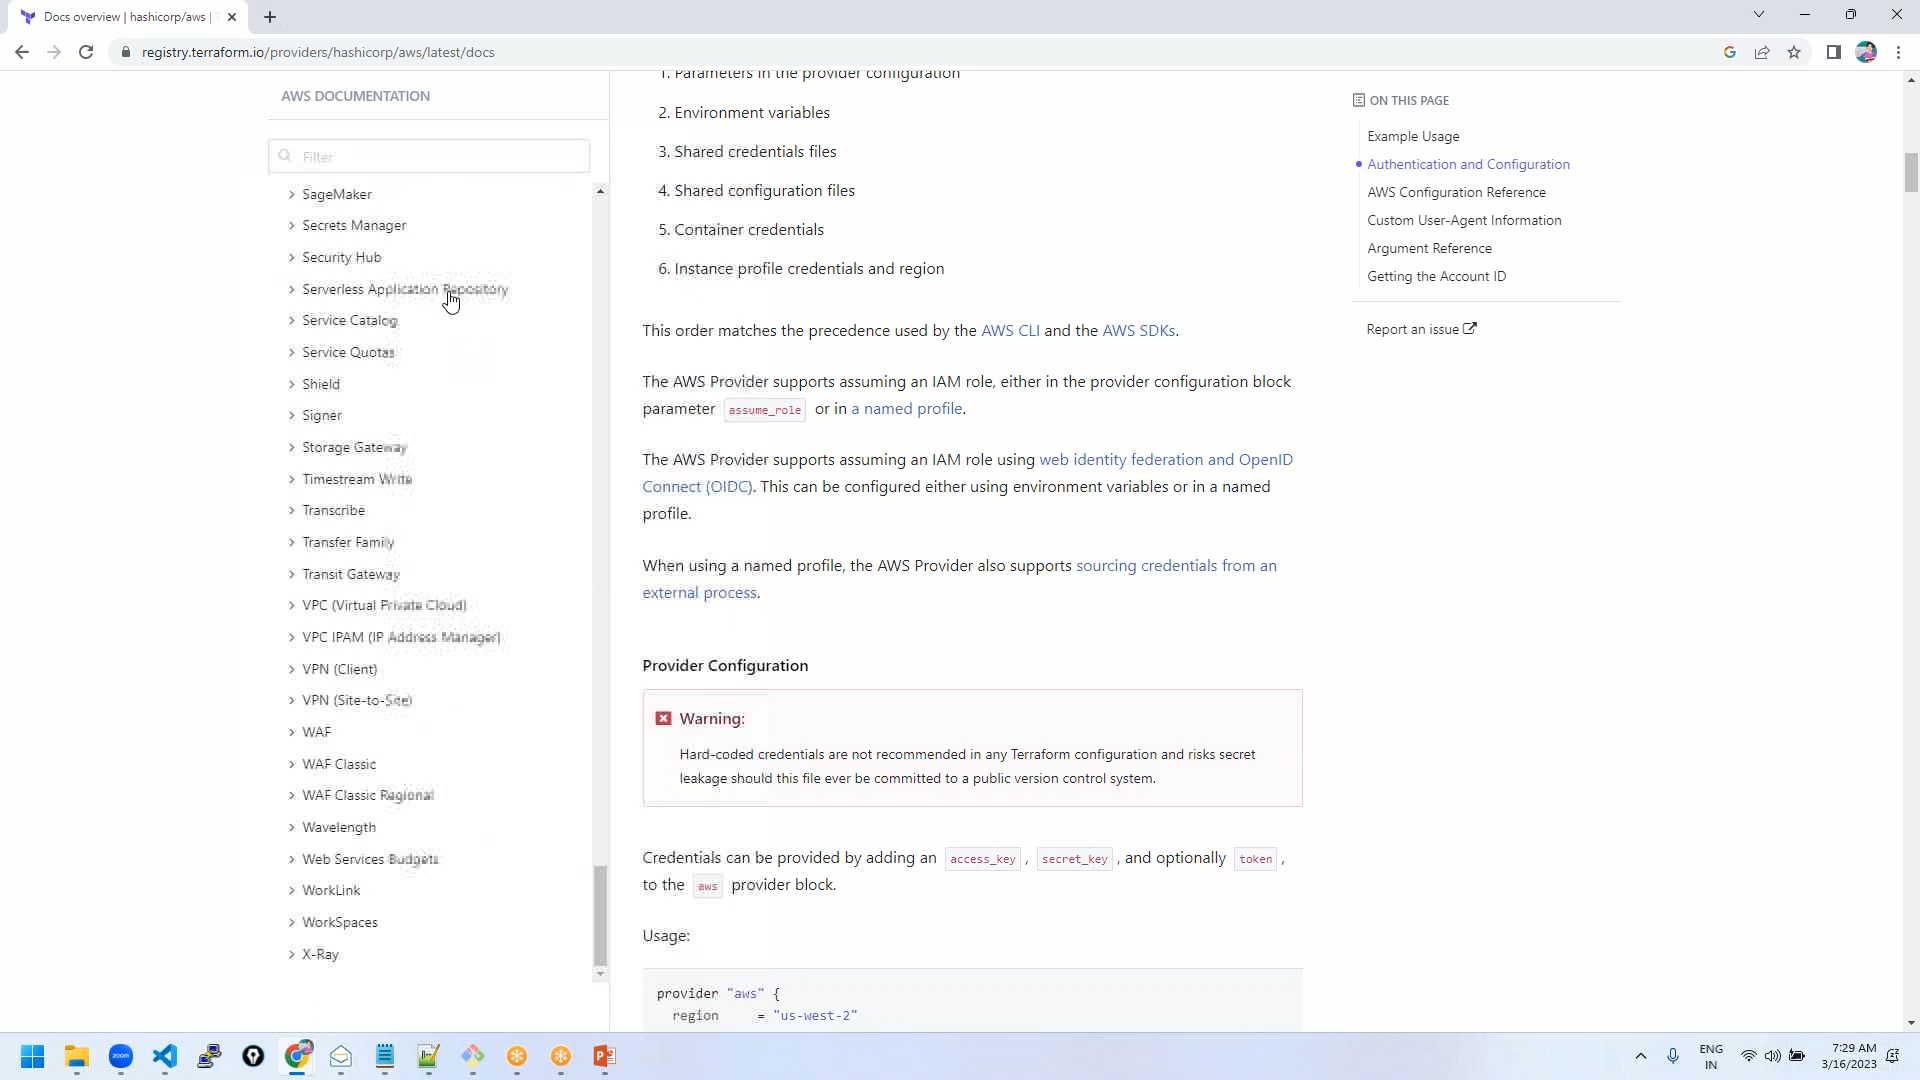 Docs overview | hashicorp/aws |
registry.terraform.io/providers/hashicorp/aws/latest/docs
AWS DOCUMENTATION
Filter
SageMaker
Secrets Manager
Security Hub
Serverless Application Repository
Service Catalog
Service Quotas
Shield
Signer
Storage Gateway
Timestream Write
Transcribe
Transfer Family
Transit Gateway
VPC (Virtual Private Cloud)
VPC IPAM (IP Address Manager)
VPN (Client)
VPN (Site-to-Site)
WAF
WAF Classic
WAF Classic Regional
Wavelength
Web Services Budgets
WorkLink
WorkSpaces
X-Ray
1. Parameters in the provider configuration
2. Environment variables
3. Shared credentials files
4. Shared configuration files
5. Container credentials
6. Instance profile credentials and region
This order matches the precedence used by the AWS CLI and the AWS SDKs.
The AWS Provider supports assuming an IAM role, either in the provider configuration block
parameter assume_role or in a named profile.
The AWS Provider supports assuming an IAM role using web identity federation and OpenID
Connect (OIDC). This can be configured either using environment variables or in a named
profile.
When using a named profile, the AWS Provider also supports sourcing credentials from an
external process.
Provider Configuration
Warning:
Hard-coded credentials are not recommended in any Terraform configuration and risks secret
leakage should this file ever be committed to a public version control system.
Credentials can be provided by adding an access_key , secret_key , and optionally token ,
to the aws provider block.
Usage:
provider "aws" {
region = "us-west-2"
ON THIS PAGE
Example Usage
Authentication and Configuration
AWS Configuration Reference
Custom User-Agent Information
Argument Reference
Getting the Account ID
Report an issue
zoom
ENG
IN
7:29 AM
3/16/2023